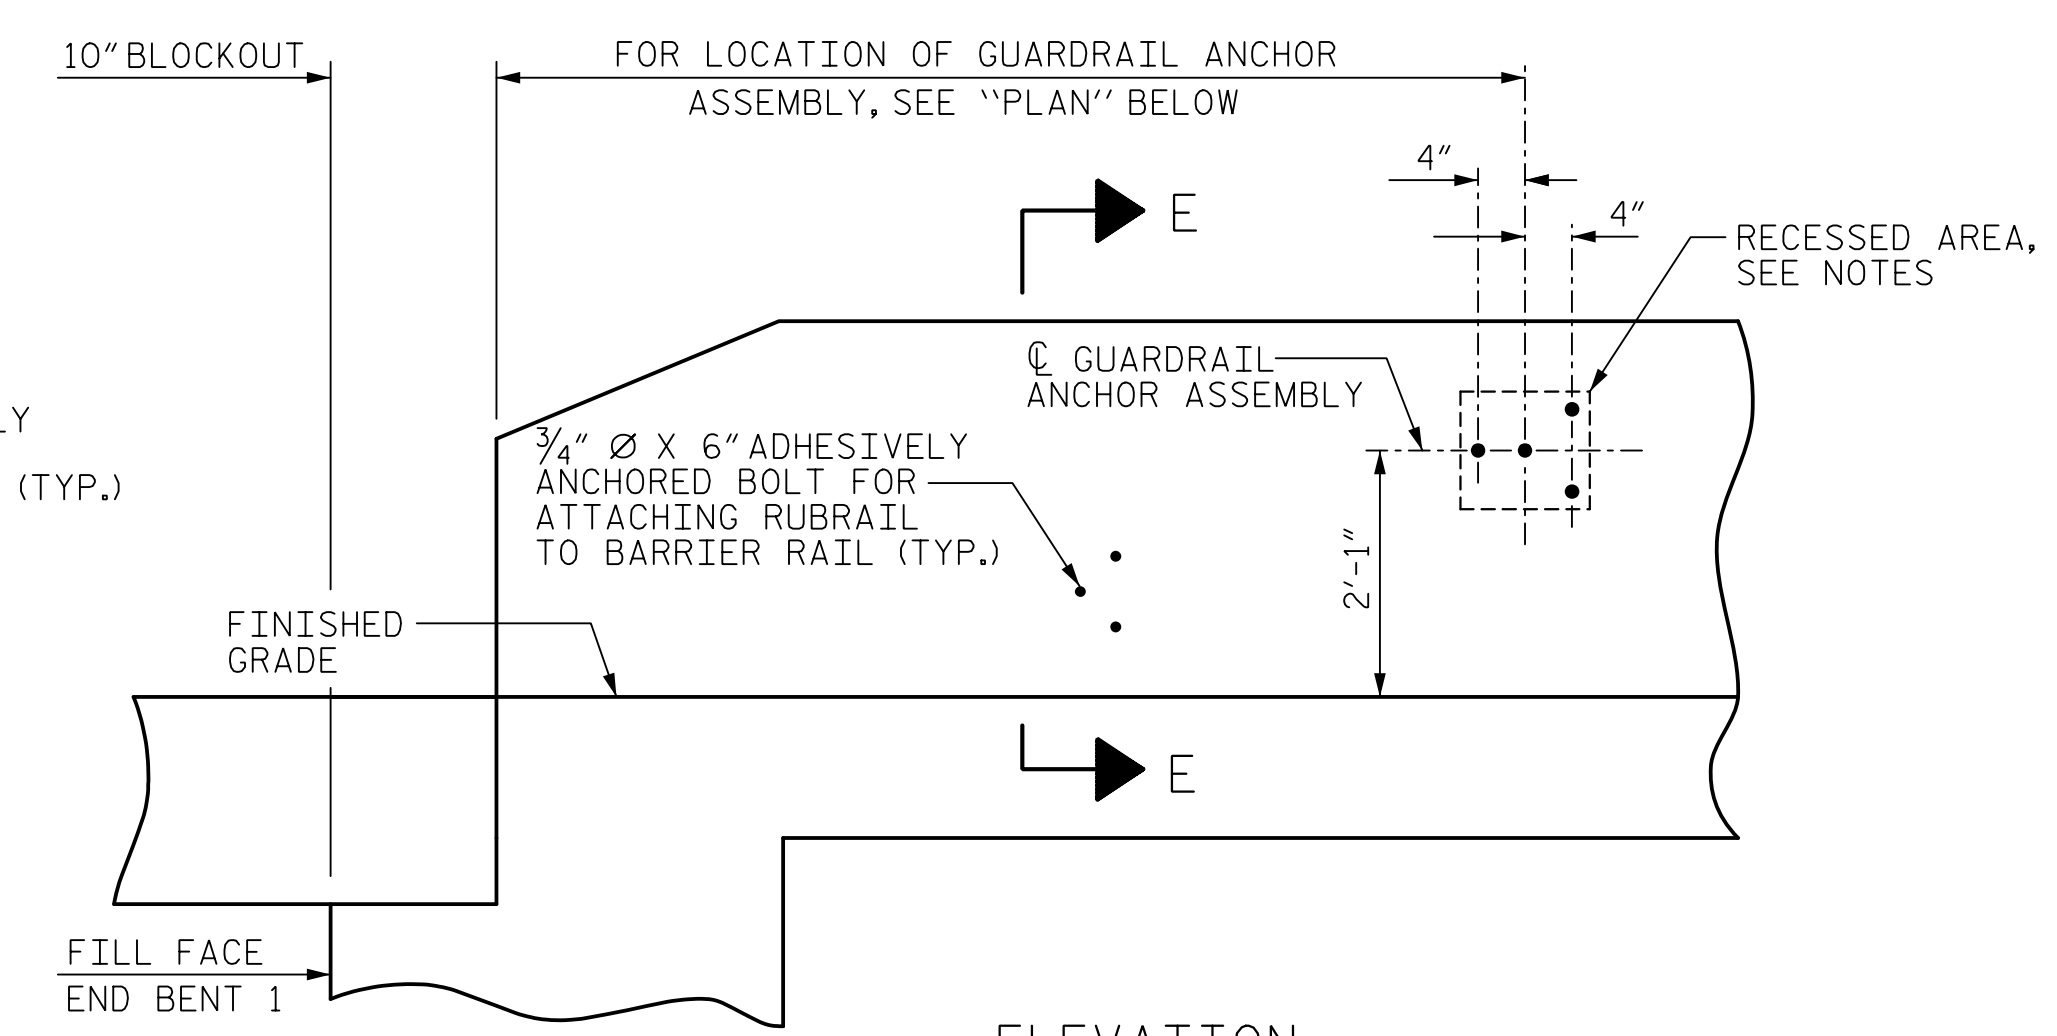 10" BLOCKOUT
FOR LOCATION OF GUARDRAIL ANCHOR
ASSEMBLY, SEE "PLAN" BELOW
4"
E
4"
RECESSED AREA,
SEE NOTES
℄ GUARDRAIL
ANCHOR ASSEMBLY
LY
(TYP.)
3/4" Ø X 6" ADHESIVELY
ANCHORED BOLT FOR
ATTACHING RUBRAIL
TO BARRIER RAIL (TYP.)
2'-1"
FINISHED
GRADE
E
FILL FACE
END BENT 1
ELEVATION